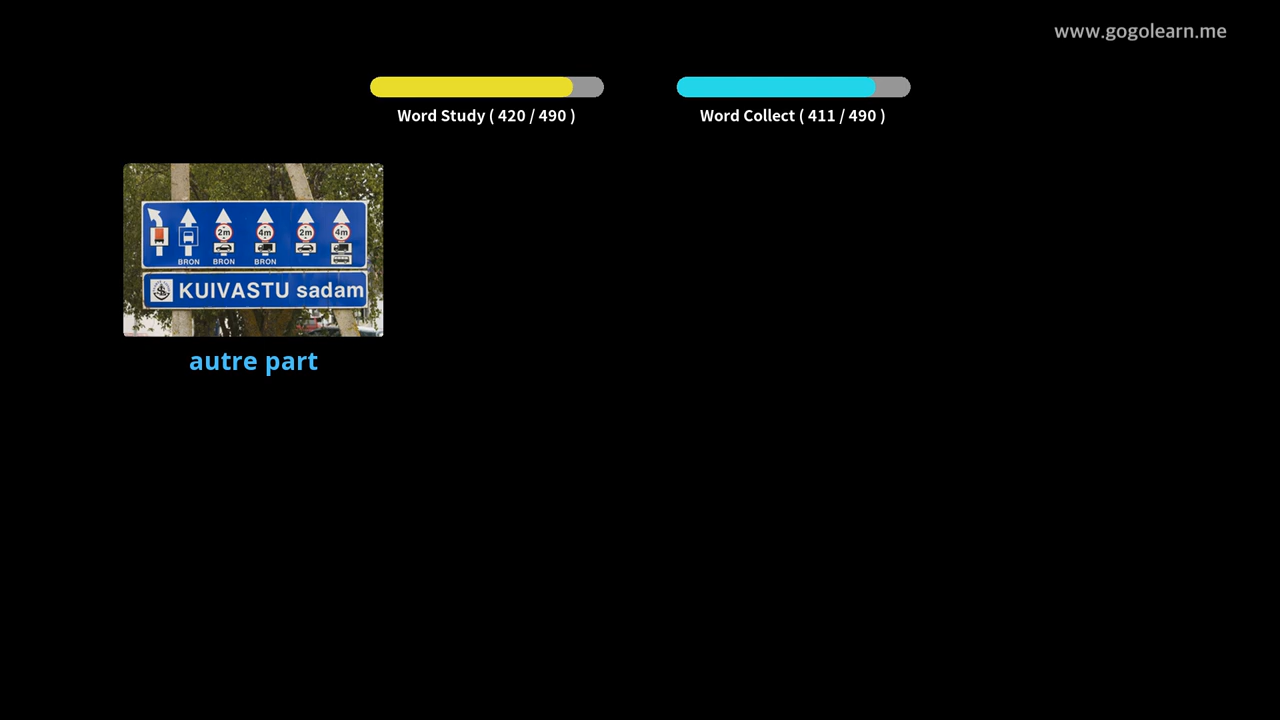 www.gogolearn.me
Word Study ( 420 / 490 )
Word Collect ( 411 / 490 )
2m 4m 2m 4m
BRON BRON BRON
KUIVASTU sadam
autre part